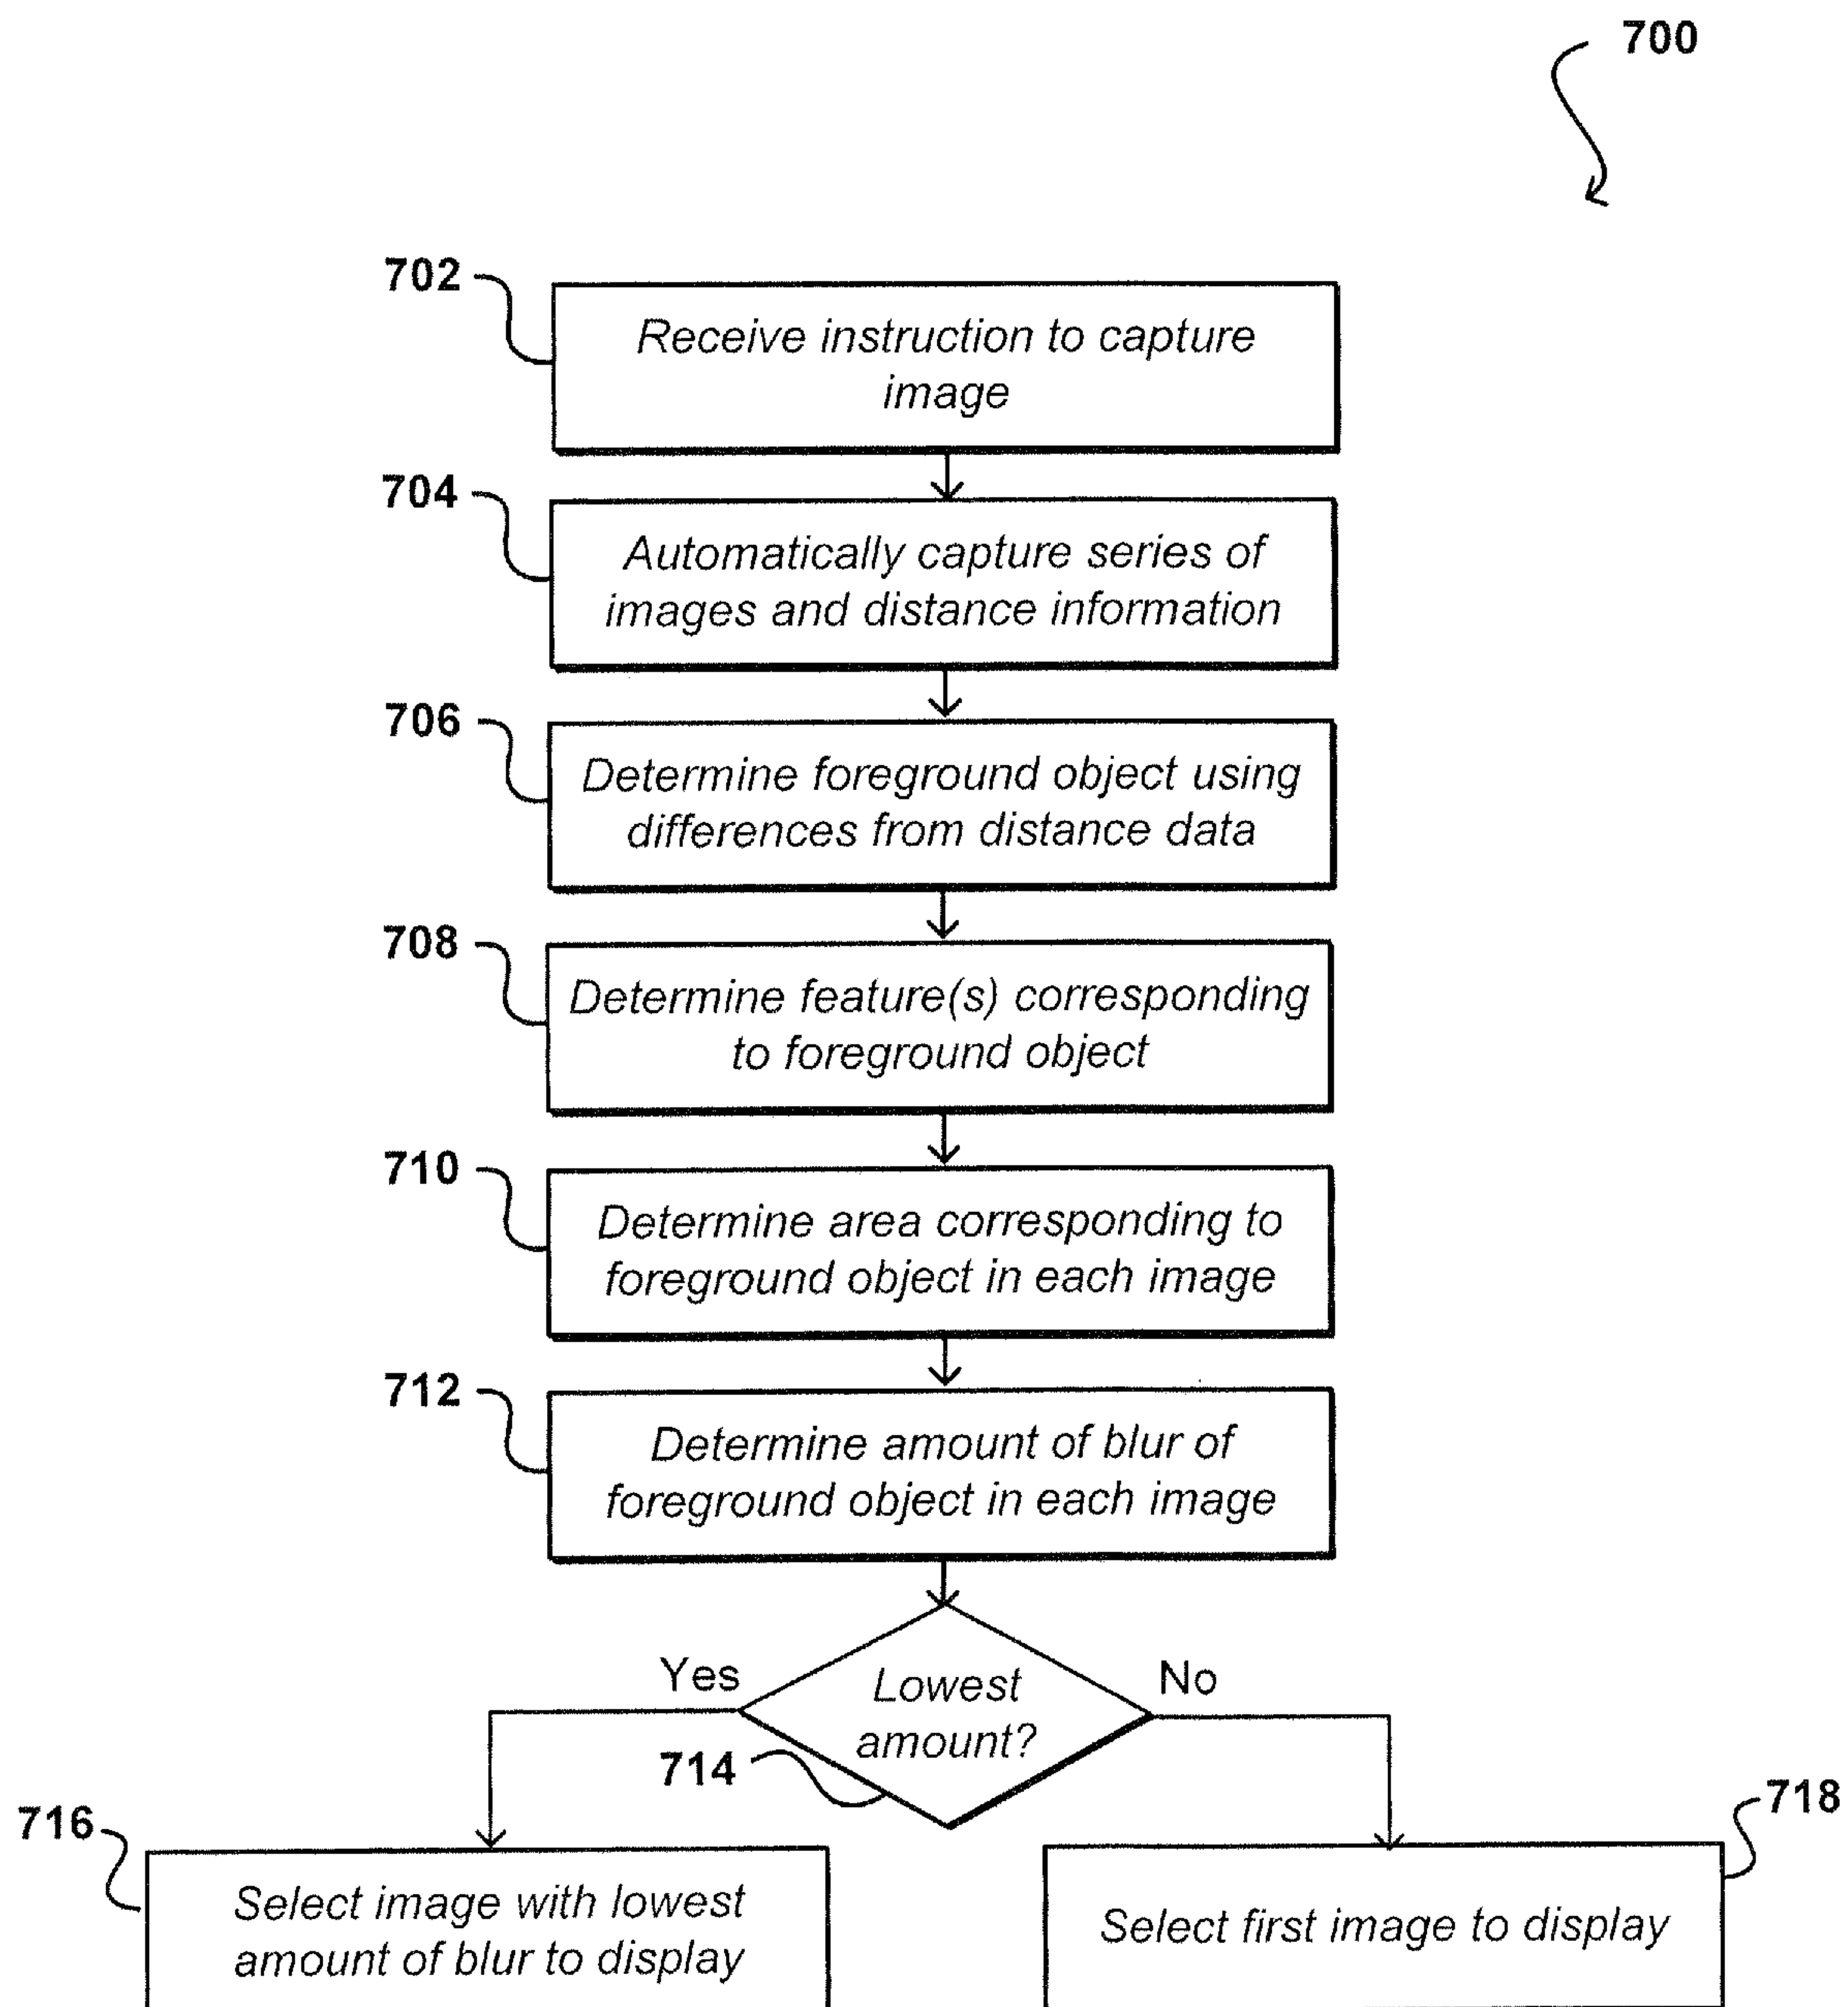 700
702
Receive instruction to capture
image
704
Automatically capture series of
images and distance information
706
Determine foreground object using
differences from distance data
708
Determine feature(s) corresponding
to foreground object
710
Determine area corresponding to
foreground object in each image
712
Determine amount of blur of
foreground object in each image
Yes
Lowest
amount?
No
714
716
Select image with lowest
amount of blur to display
718
Select first image to display